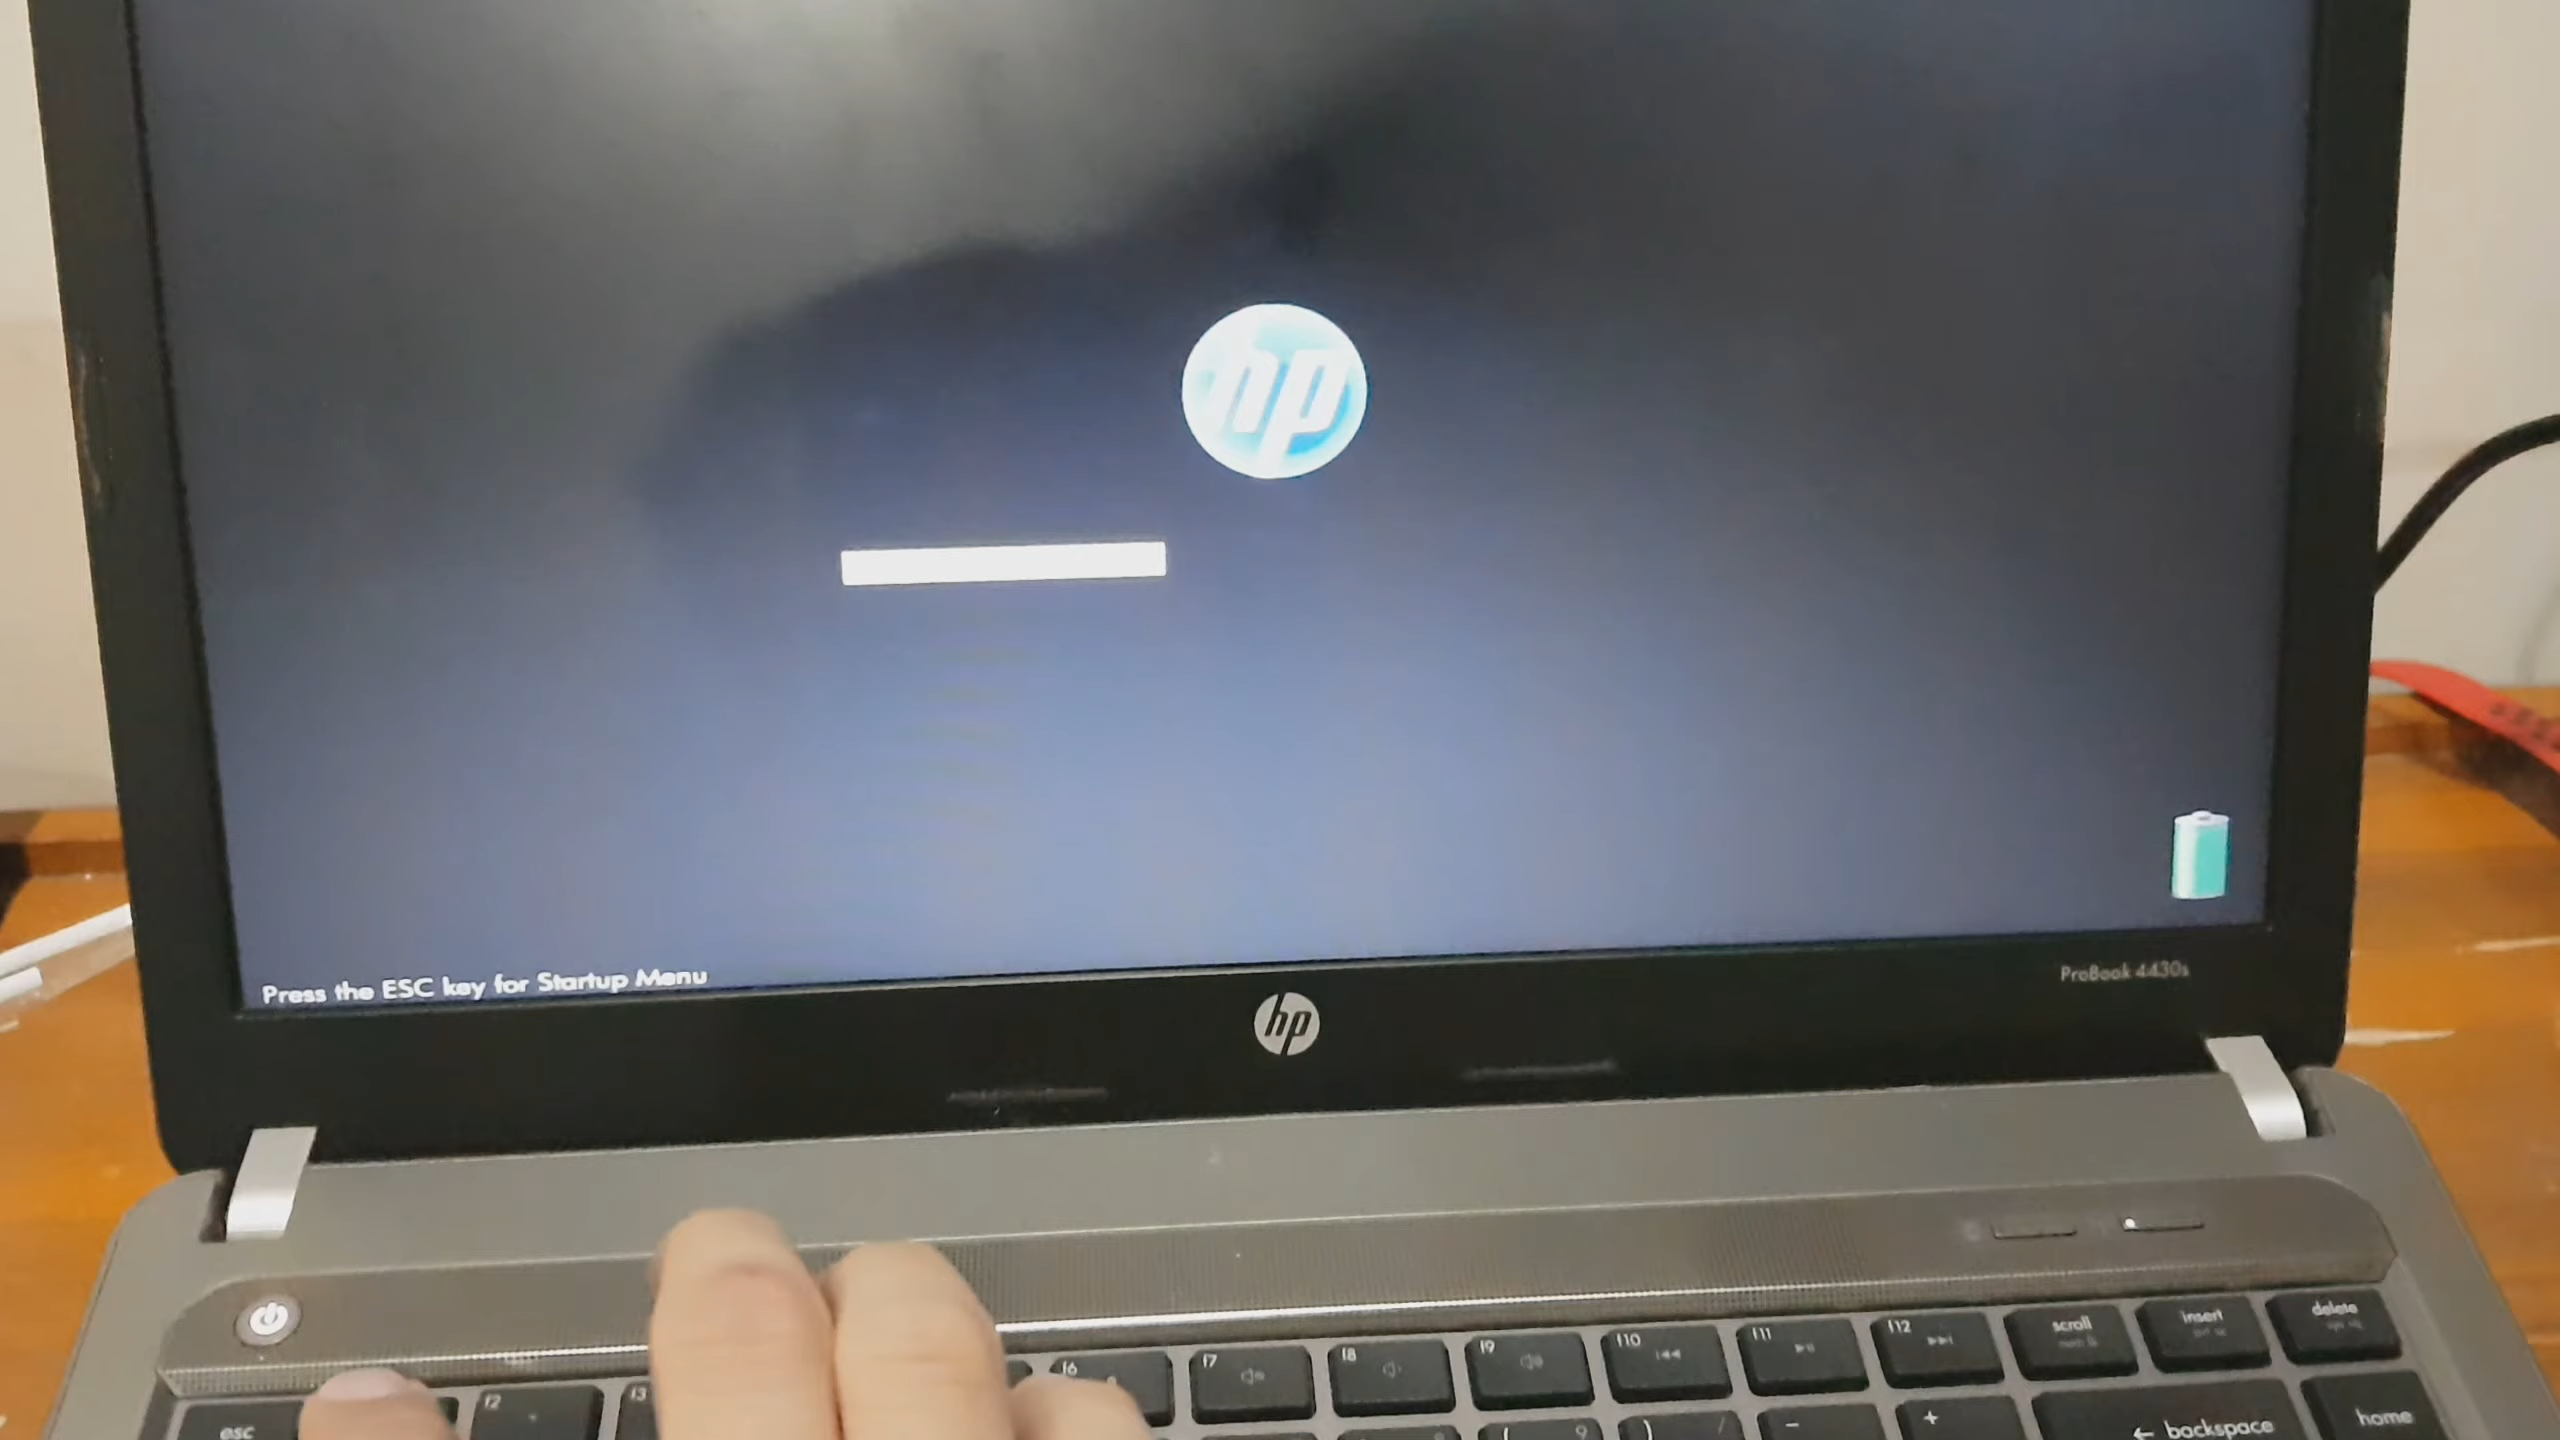 hp
Press the ESC key for Startup Menu
ProBook 4430s
hp
f6
f7
f8
f9
f10
f11
f12
scroll
insert
delete
esc
f2
f3
(
9
)
/
-
+
← backspace
home